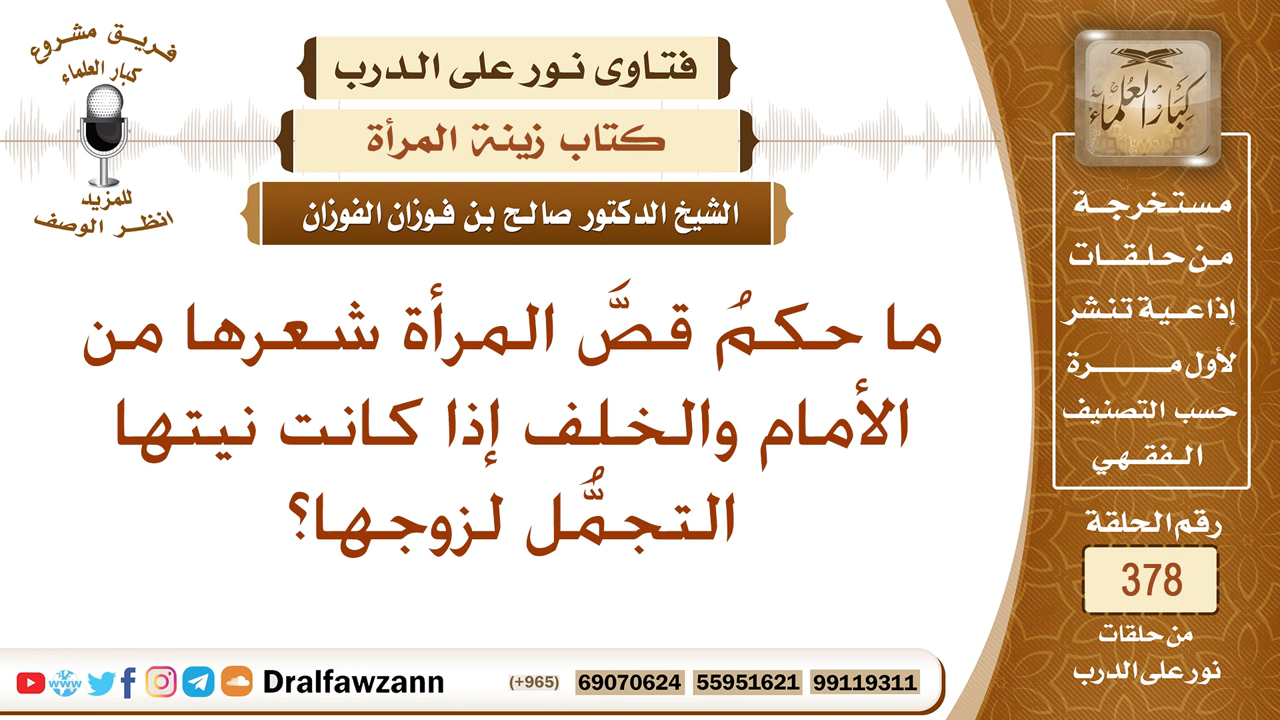 فريق مشروع
كبار العلماء
للمزيد
انظر الوصف
فتاوى نور على الدرب
كتاب زينة المرأة
الشيخ الدكتور صالح بن فوزان الفوزان
ما حكمُ قصَّ المرأة شعرها من
الأمام والخلف إذا كانت نيتها
التجمُّل لزوجها؟
كبار العلماء
مستخرجة
من حلقات
إذاعية تنشر
لأول مرة
حسب التصنيف
الفقهي
رقم الحلقة
378
من حلقات
نور على الدرب
www
Dralfawzann
(+965) 69070624 55951621 99119311